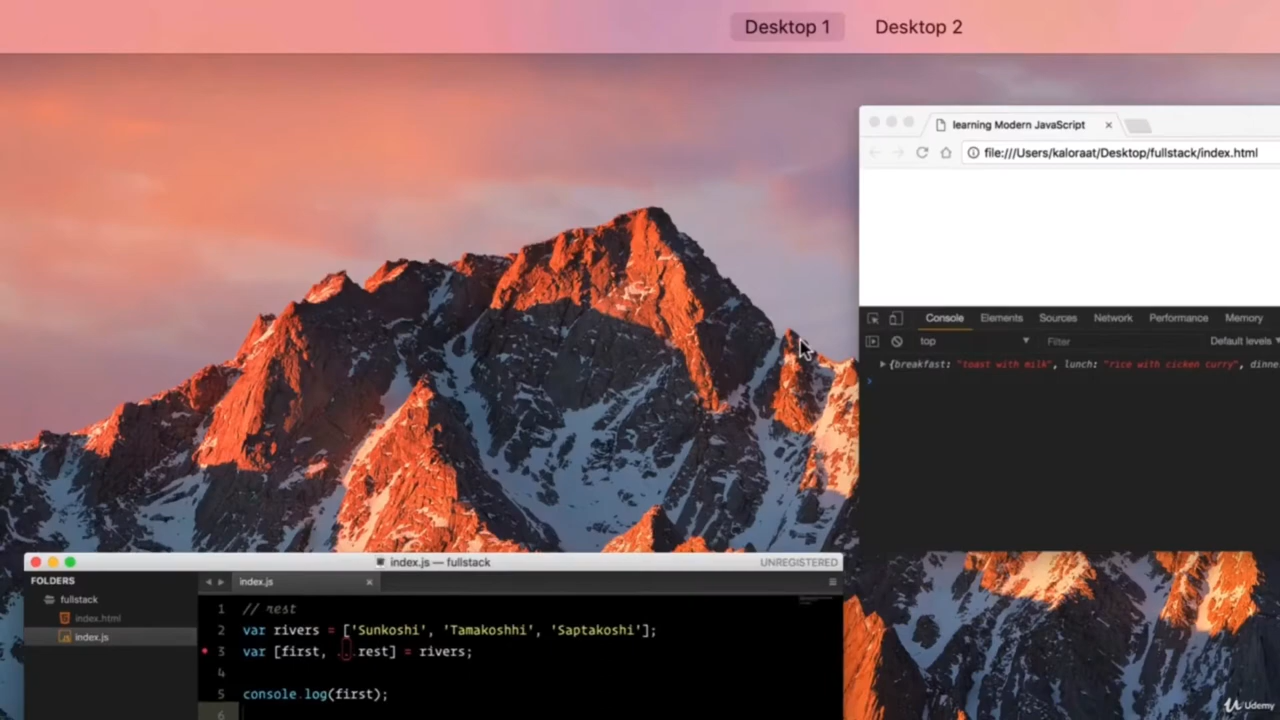 Desktop 1 Desktop 2
learning Modern JavaScript
file:///Users/kaloraat/Desktop/fullstack/index.html
Console Elements Sources Network Performance Memory
top Filter Default levels
{breakfast: "toast with milk", lunch: "rice with cicken curry", dinne
index.js — fullstack UNREGISTERED
FOLDERS
fullstack
index.html
index.js
index.js
1 // rest
2 var rivers = ['Sunkoshi', 'Tamakoshhi', 'Saptakoshi'];
3 var [first, ...rest] = rivers;
4
5 console.log(first);
6
Udemy